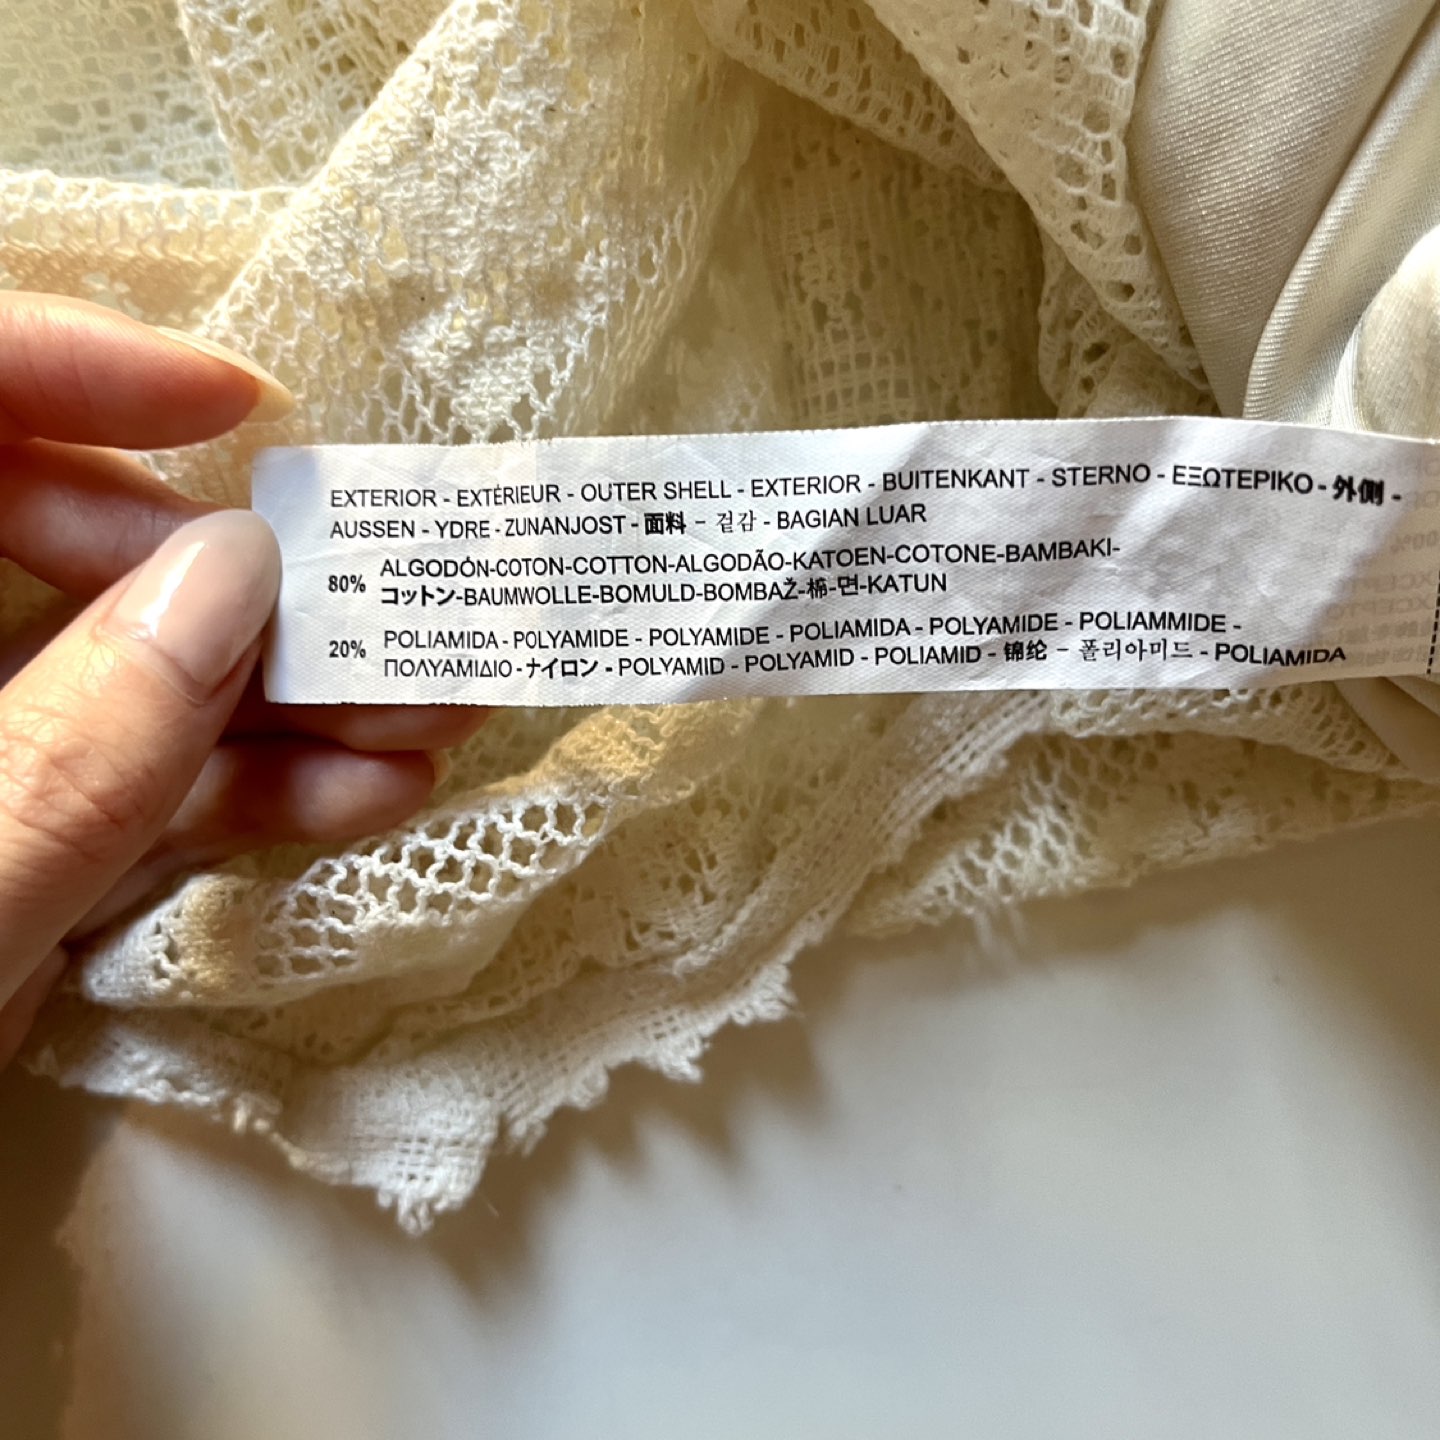 EXTERIOR - EXTÉRIEUR - OUTER SHELL - EXTERIOR - BUITENKANT - STERNO - ΕΞΩΤΕΡΙΚΟ - 外側 -
AUSSEN - YDRE - ZUNANJOST - 面料 - 겉감 - BAGIAN LUAR
80% ALGODÓN-COTON-COTTON-ALGODÃO-KATOEN-COTONE-BAMBAKI-
コットン-BAUMWOLLE-BOMULD-BOMBAŽ-棉-면-KATUN
20% POLIAMIDA - POLYAMIDE - POLYAMIDE - POLIAMIDA - POLYAMIDE - POLIAMMIDE -
ΠΟΛΥΑΜΙΔΙΟ - ナイロン - POLYAMID - POLYAMID - POLIAMID - 锦纶 - 폴리아미드 - POLIAMIDA